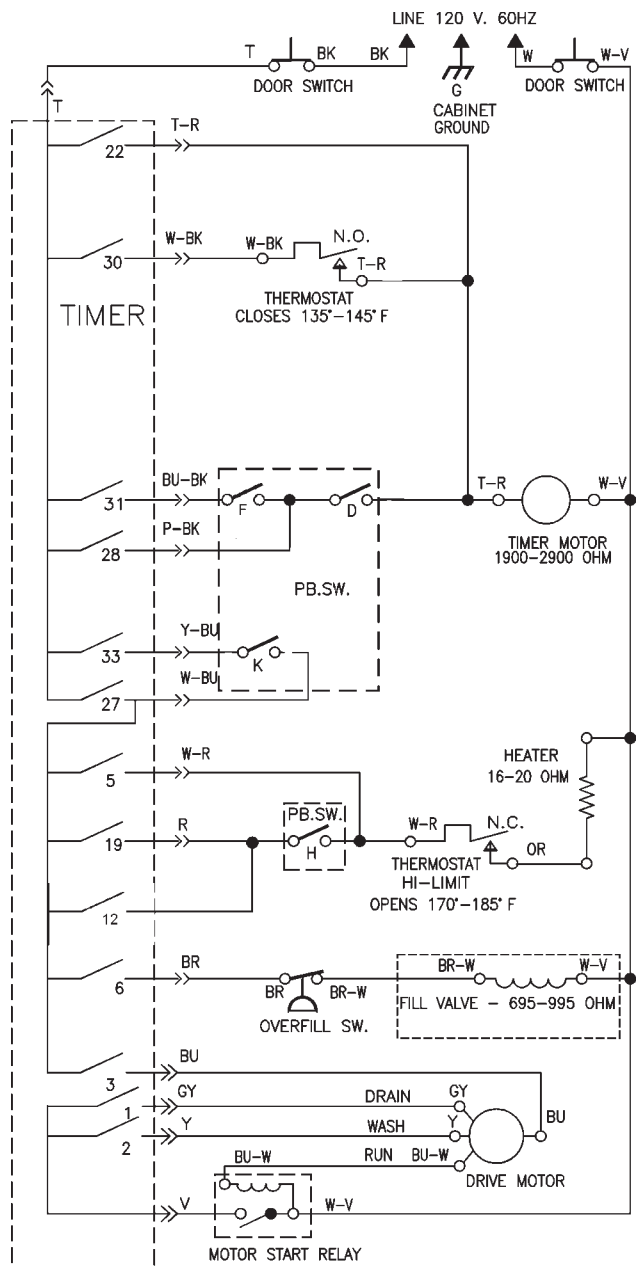 LINE 120 V. 60HZ
T BK BK W W-V
DOOR SWITCH G DOOR SWITCH
CABINET
GROUND
T
T-R
22
W-BK W-BK N.O.
30 T-R
TIMER
THERMOSTAT
CLOSES 135°-145°F
BU-BK T-R W-V
31 F D
P-BK
28
TIMER MOTOR
1900-2900 OHM
PB.SW.
Y-BU
33 K
W-BU
27
W-R
5
HEATER
16-20 OHM
R PB.SW. W-R N.C.
19 H OR
THERMOSTAT
HI-LIMIT
OPENS 170°-185°F
12
BR BR-W W-V
6 BR BR-W
OVERFILL SW. FILL VALVE - 695-995 OHM
BU
3
GY DRAIN GY
1
Y WASH Y BU
2
BU-W RUN BU-W
DRIVE MOTOR
V W-V
MOTOR START RELAY